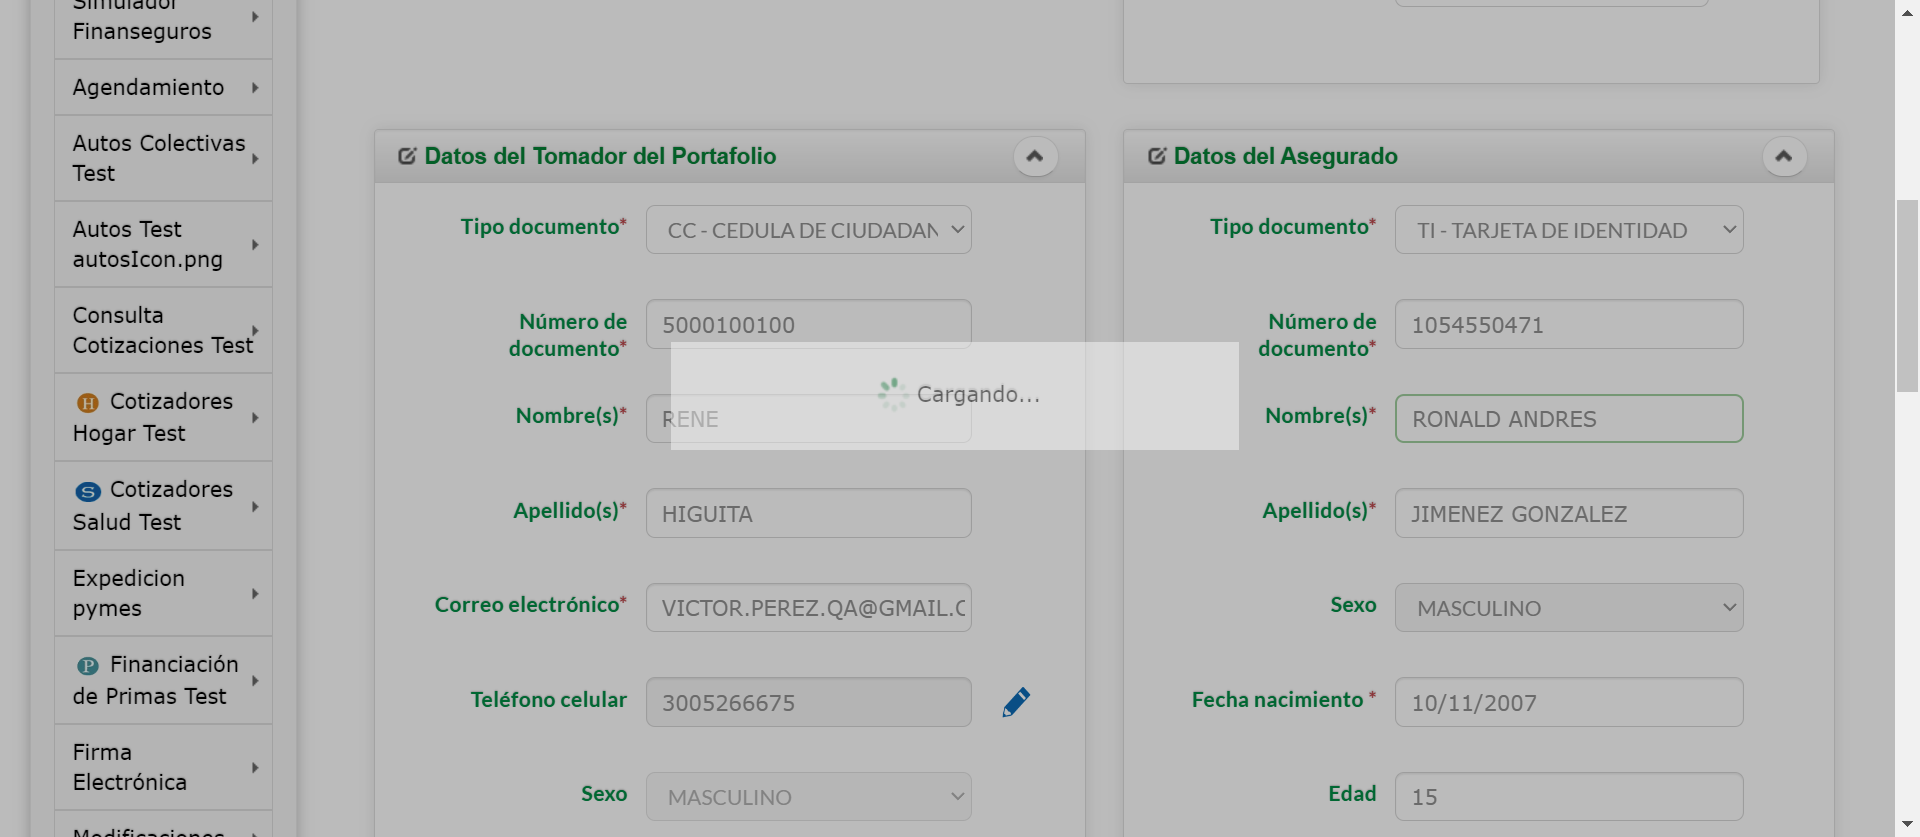 Simulador
Finanseguros
Agendamiento
Autos Colectivas
Test
Autos Test
autosIcon.png
Consulta
Cotizaciones Test
H Cotizadores
Hogar Test
S Cotizadores
Salud Test
Expedicion
pymes
P Financiación
de Primas Test
Firma
Electrónica
Modificaciones
Datos del Tomador del Portafolio
Tipo documento* CC - CEDULA DE CIUDADAN
Número de
documento* 5000100100
Nombre(s)* RENE
Apellido(s)* HIGUITA
Correo electrónico* VICTOR.PEREZ.QA@GMAIL.C
Teléfono celular 3005266675
Sexo MASCULINO
Cargando...
Datos del Asegurado
Tipo documento* TI - TARJETA DE IDENTIDAD
Número de
documento* 1054550471
Nombre(s)* RONALD ANDRES
Apellido(s)* JIMENEZ GONZALEZ
Sexo MASCULINO
Fecha nacimiento * 10/11/2007
Edad 15